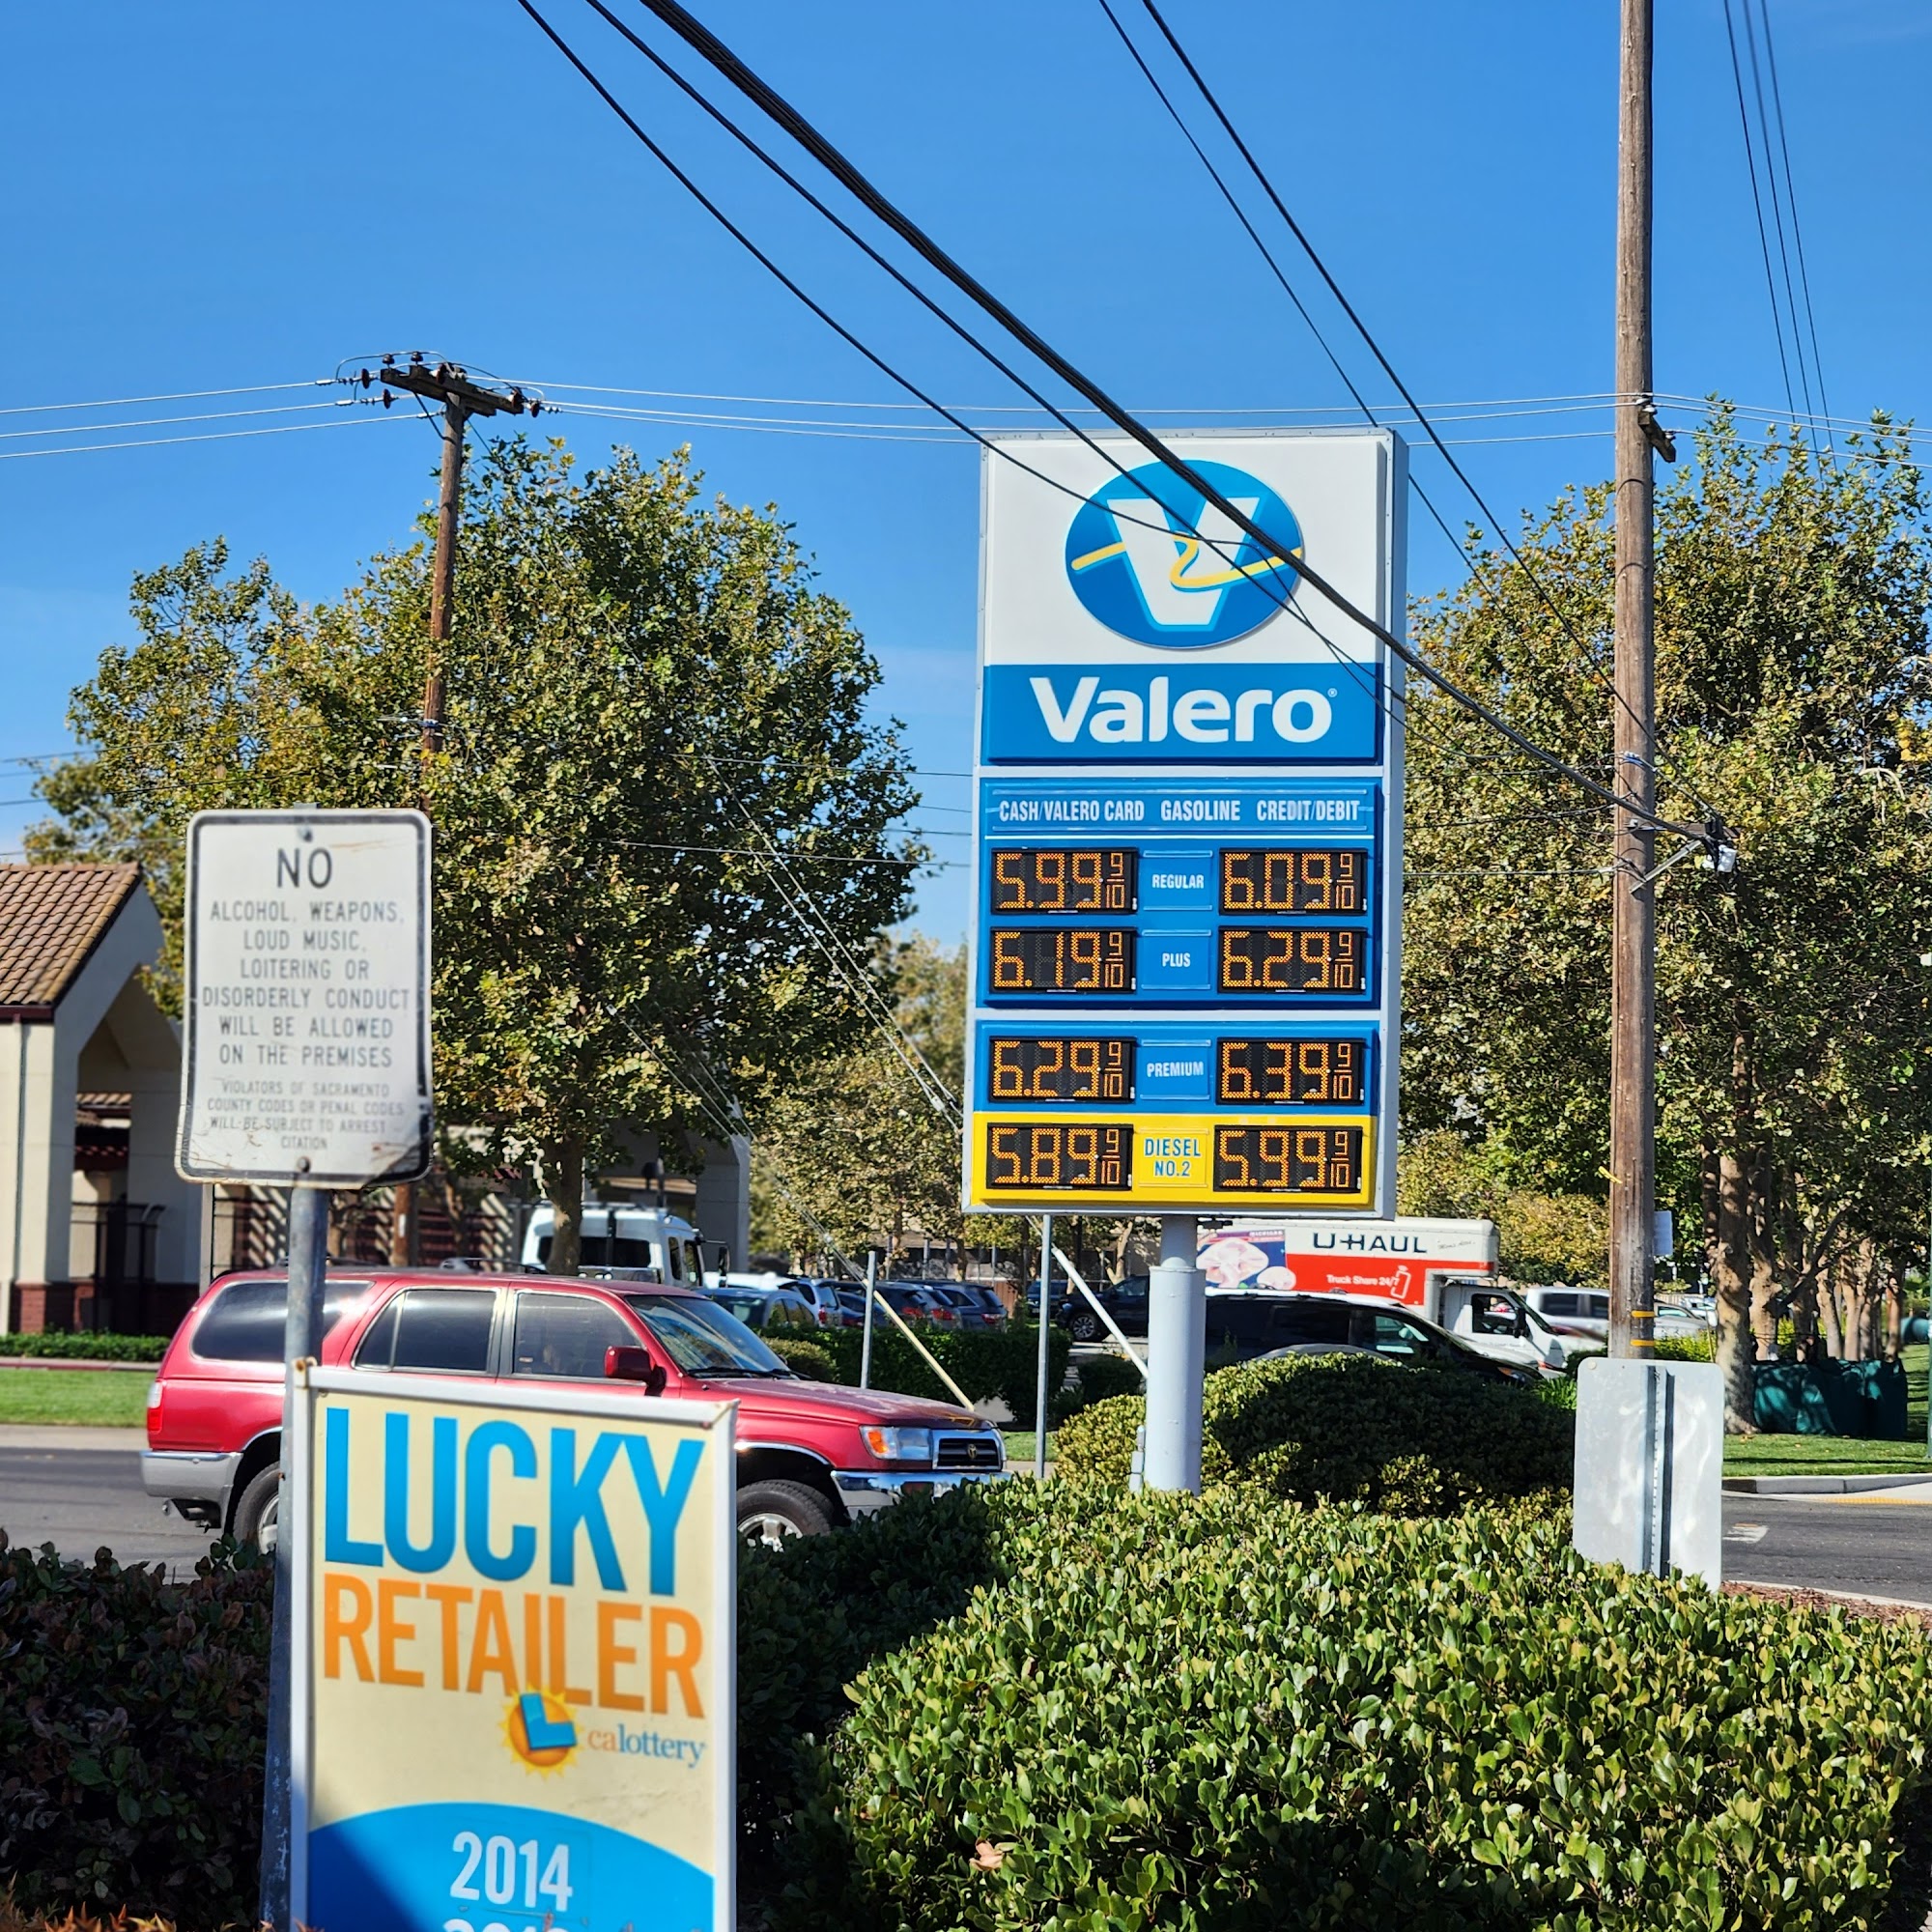 Valero
CASH/VALERO CARD GASOLINE CREDIT/DEBIT
5.99 9/10 REGULAR 6.09 9/10
6.19 9/10 PLUS 6.29 9/10
6.29 9/10 PREMIUM 6.39 9/10
5.89 9/10 DIESEL NO.2 5.99 9/10
NO
ALCOHOL, WEAPONS,
LOUD MUSIC,
LOITERING OR
DISORDERLY CONDUCT
WILL BE ALLOWED
ON THE PREMISES
VIOLATORS OF SACRAMENTO
COUNTY CODES OR PENAL CODES
WILL BE SUBJECT TO ARREST
CITATION
U-HAUL
Truck Share 24/7
LUCKY
RETAILER
calottery
2014